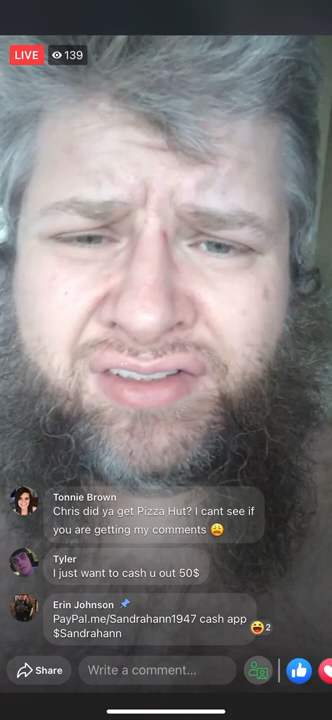 LIVE 139
Tonnie Brown
Chris did ya get Pizza Hut? I cant see if
you are getting my comments 😩
Tyler
I just want to cash u out 50$
Erin Johnson
PayPal.me/Sandrahann1947 cash app
$Sandrahann
2
Share
Write a comment...